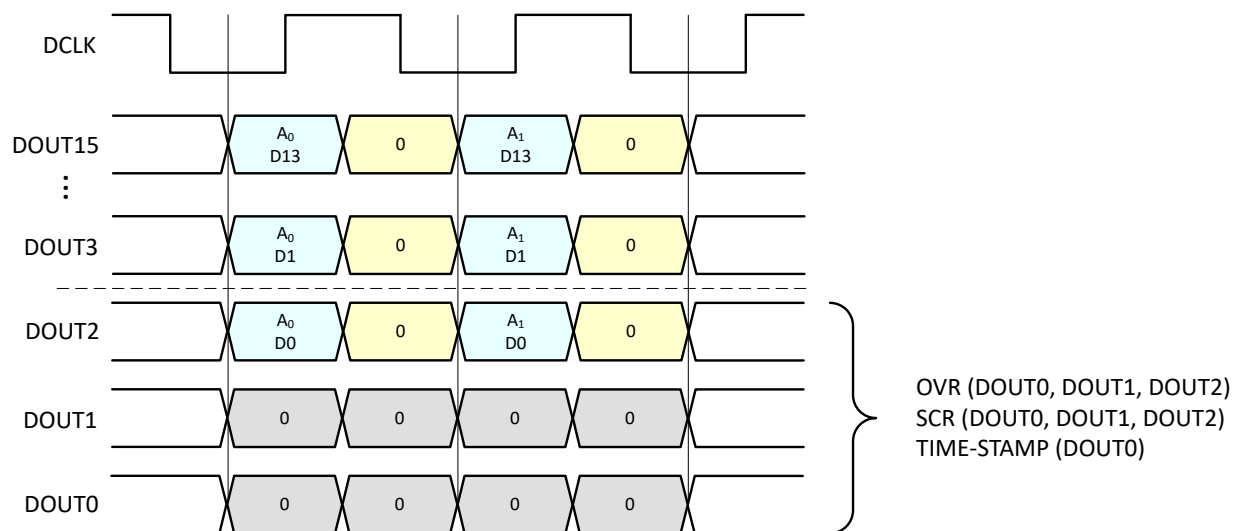 DCLK
DOUT15
A0
D13
0
A1
D13
0
⋮
DOUT3
A0
D1
0
A1
D1
0
DOUT2
A0
D0
0
A1
D0
0
DOUT1
0
0
0
0
DOUT0
0
0
0
0
OVR (DOUT0, DOUT1, DOUT2)
SCR (DOUT0, DOUT1, DOUT2)
TIME-STAMP (DOUT0)